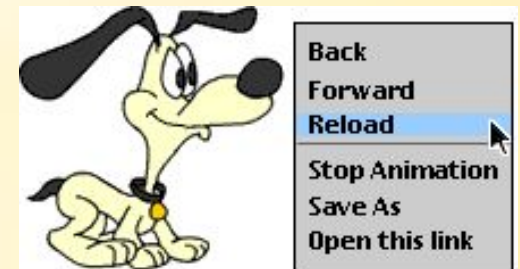 Back
Forward
Reload
Stop Animation
Save As
Open this link